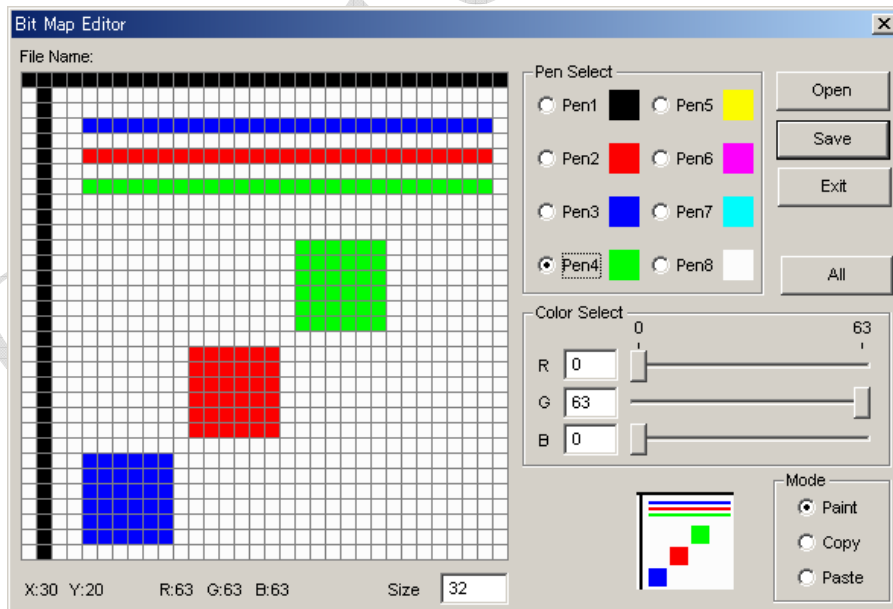 Bit Map Editor
File Name:
Pen Select
Pen1 Pen5
Pen2 Pen6
Pen3 Pen7
Pen4 Pen8
Open
Save
Exit
All
Color Select
0 63
R 0
G 63
B 0
Mode
Paint
Copy
Paste
X:30 Y:20 R:63 G:63 B:63 Size 32